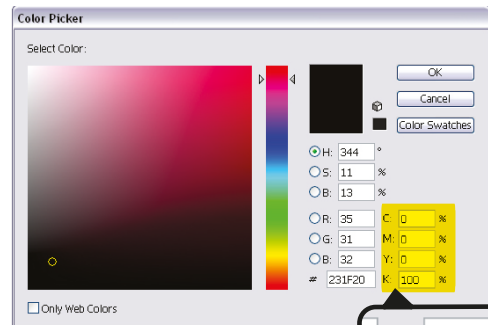 Color Picker
Select Color:
OK
Cancel
Color Swatches
H: 344 °
S: 11 %
B: 13 %
R: 35 C: 0 %
G: 31 M: 0 %
B: 32 Y: 0 %
# 231F20 K: 100 %
Only Web Colors